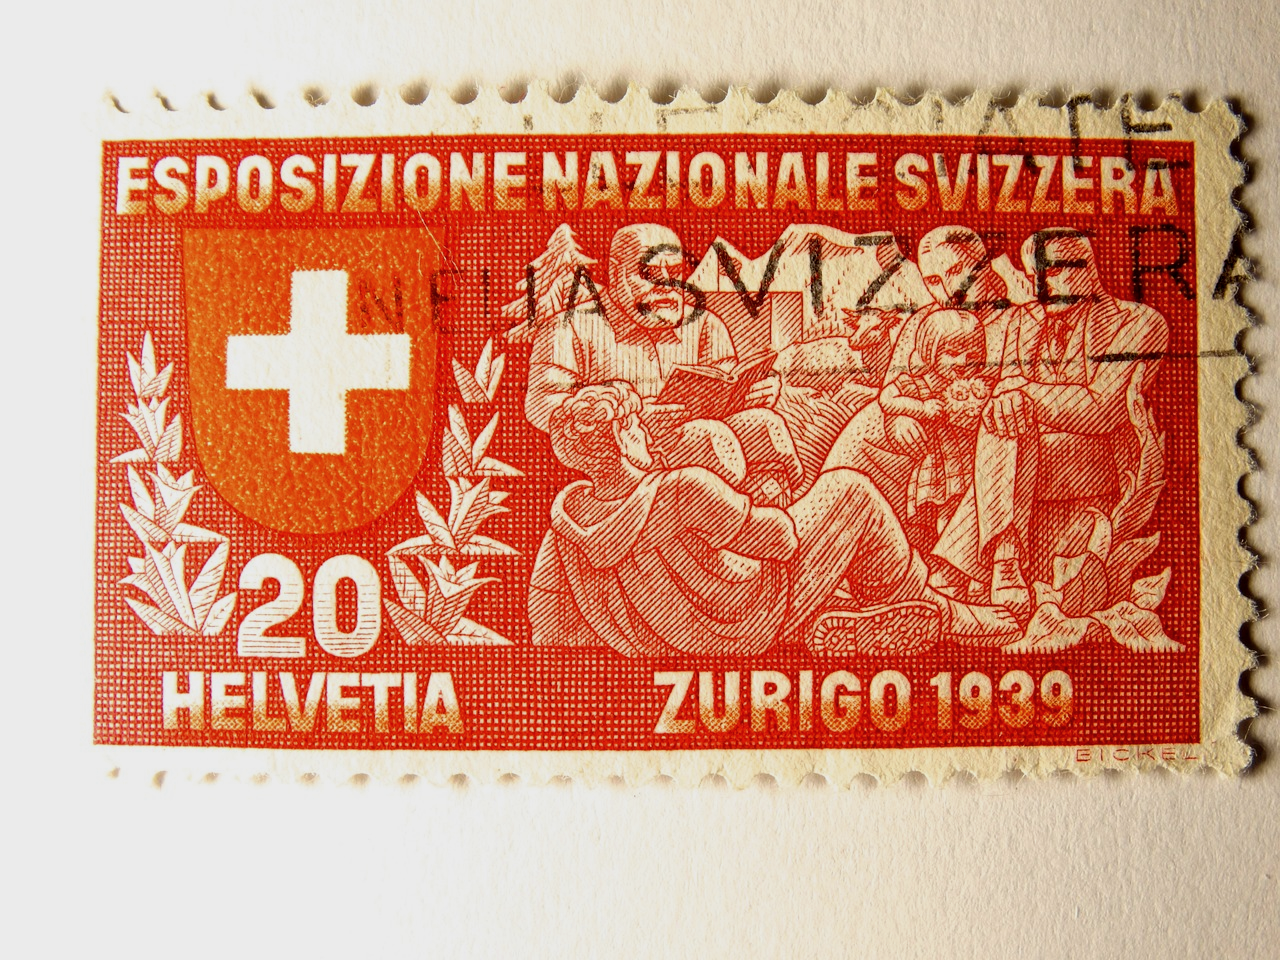 ESPOSIZIONE NAZIONALE SVIZZERA
NELLA SVIZZERA
20
HELVETIA
ZURIGO 1939
BICKEL